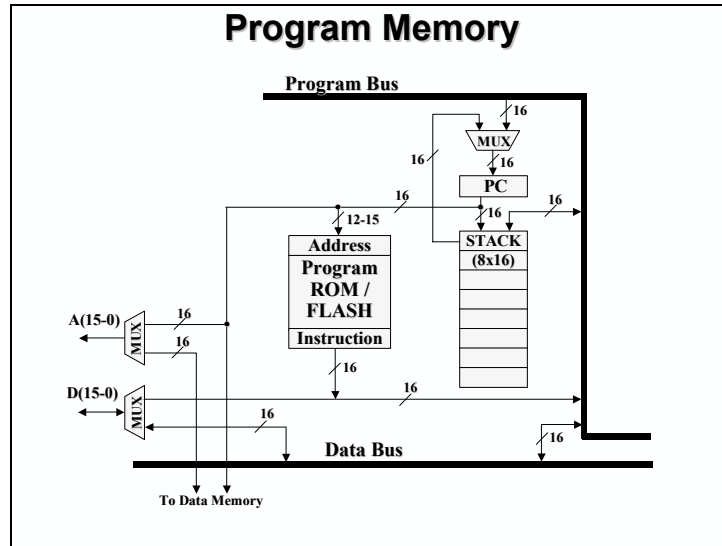 Program Memory
Program Bus
16
MUX
16
16
PC
16
16
16
12-15
STACK
(8x16)
Address
Program
ROM /
FLASH
Instruction
A(15-0)
MUX
16
16
16
D(15-0)
MUX
16
16
16
Data Bus
To Data Memory